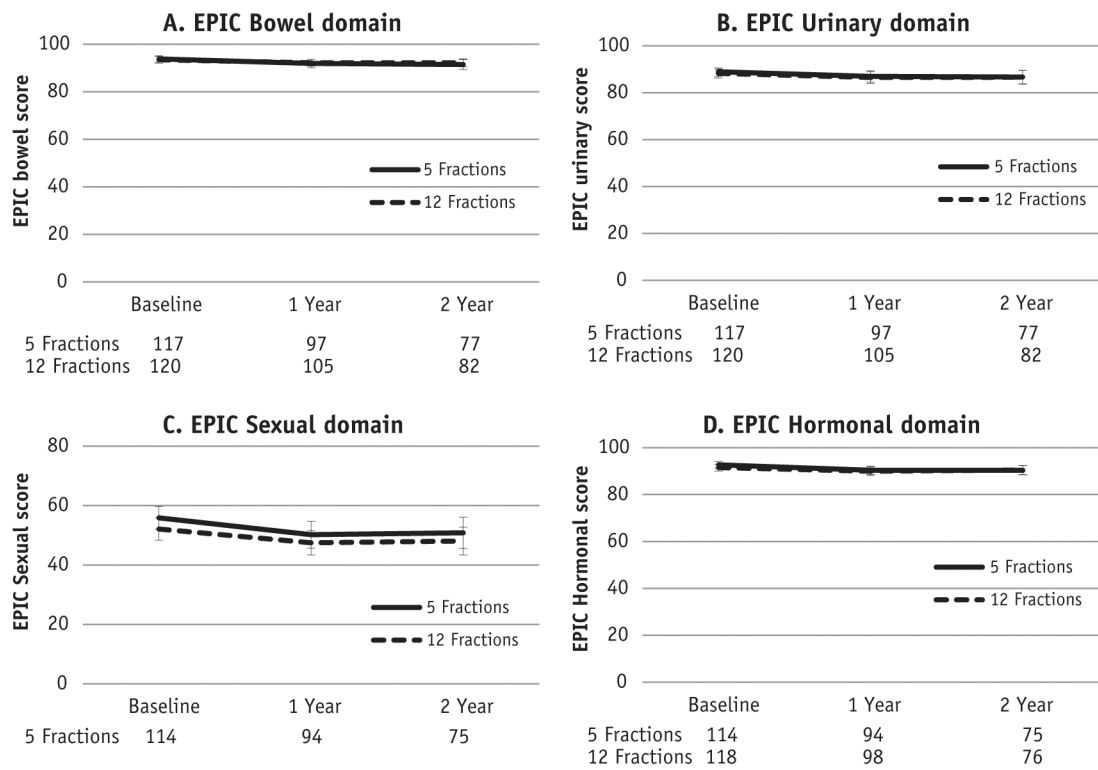 A. EPIC Bowel domain
EPIC bowel score
100
80
60
40
20
0
5 Fractions
12 Fractions
Baseline 1 Year 2 Year
5 Fractions 117 97 77
12 Fractions 120 105 82
B. EPIC Urinary domain
EPIC urinary score
100
80
60
40
20
0
5 Fractions
12 Fractions
Baseline 1 Year 2 Year
5 Fractions 117 97 77
12 Fractions 120 105 82
C. EPIC Sexual domain
EPIC Sexual score
80
60
40
20
0
5 Fractions
12 Fractions
Baseline 1 Year 2 Year
5 Fractions 114 94 75
D. EPIC Hormonal domain
EPIC Hormonal score
100
80
60
40
20
0
5 Fractions
12 Fractions
Baseline 1 Year 2 Year
5 Fractions 114 94 75
12 Fractions 118 98 76